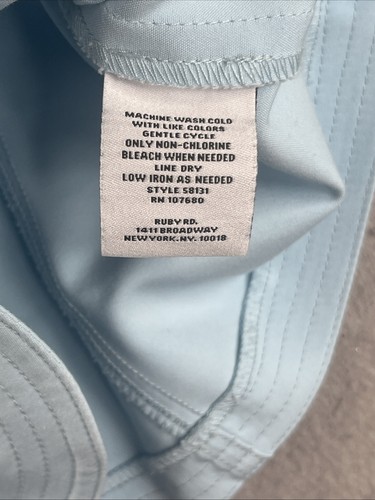 MACHINE WASH COLD
WITH LIKE COLORS
GENTLE CYCLE
ONLY NON-CHLORINE
BLEACH WHEN NEEDED
LINE DRY
LOW IRON AS NEEDED
STYLE 58131
RN 107680
RUBY RD.
1411 BROADWAY
NEW YORK. NY. 10018